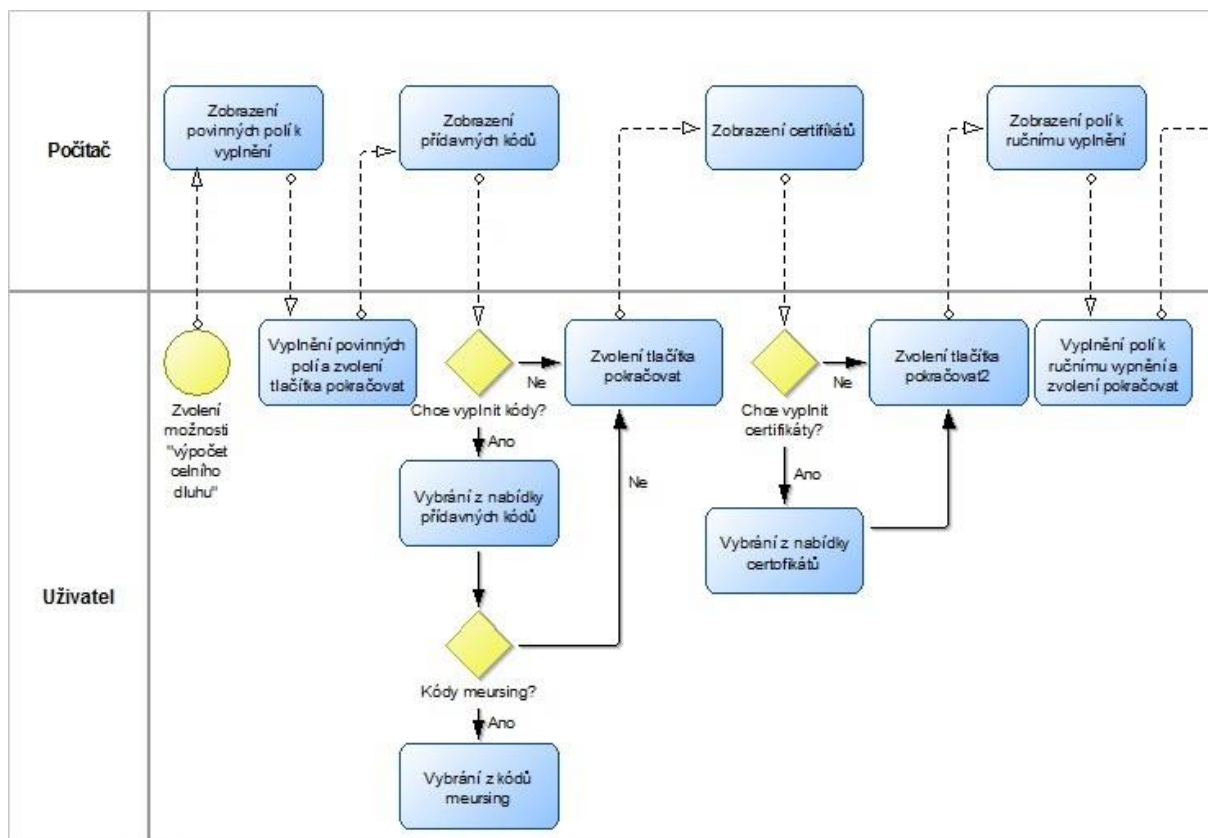 Počítač
Zobrazení
povinných polí k
vyplnění
Zobrazení
přídavných kódů
Zobrazení certifikátů
Zobrazení polí k
ručnímu vyplnění
Uživatel
Zvolení
možnosti
"výpočet
celního
dluhu"
Vyplnění povinných
polí a zvolení
tlačítka pokračovat
Chce vyplnit kódy?
Ne
Ano
Zvolení tlačítka
pokračovat
Vybrání z nabídky
přídavných kódů
Kódy meursing?
Ne
Ano
Vybrání z kódů
meursing
Chce vyplnit
certifikáty?
Ne
Ano
Zvolení tlačítka
pokračovat2
Vybrání z nabídky
certofikátů
Vyplnění polí k
ručnímu vypnění a
zvolení pokračovat